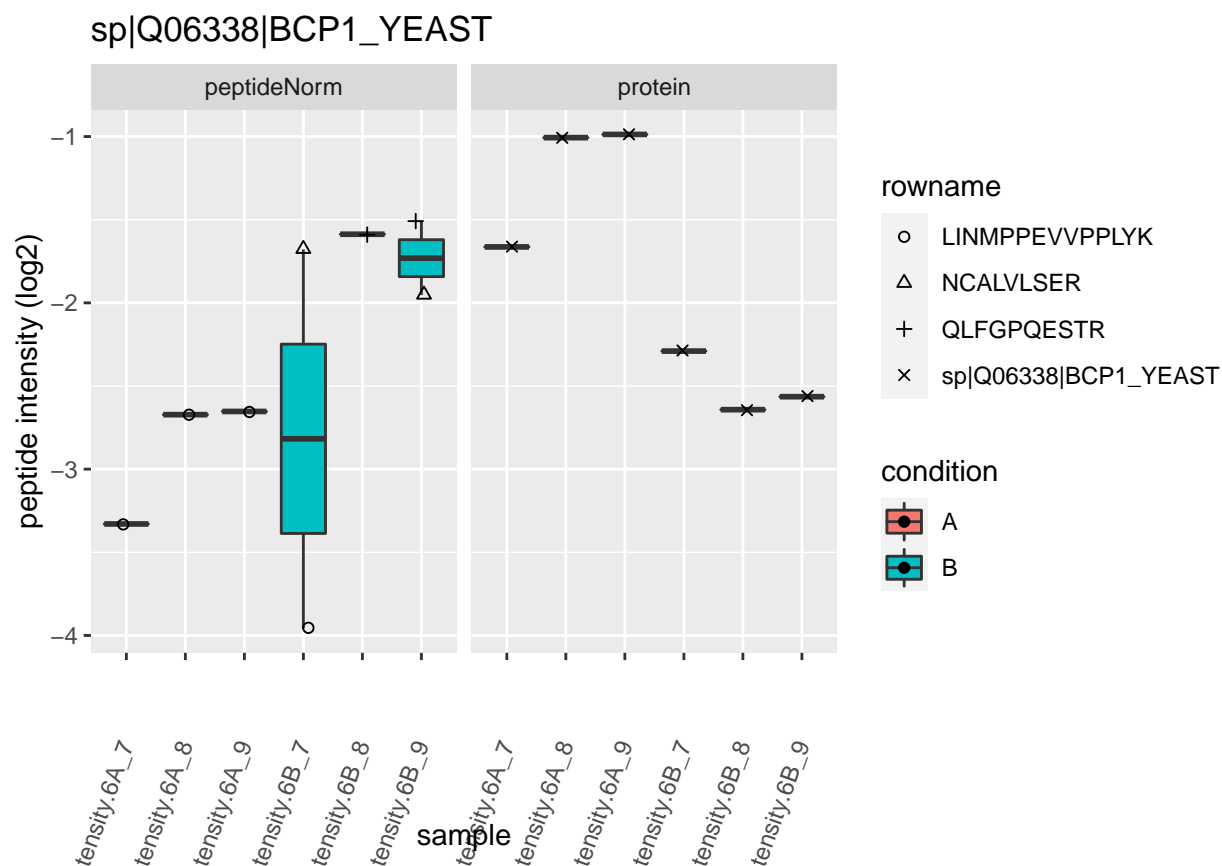 sp|Q06338|BCP1_YEAST
peptideNorm
protein
−1
−2
−3
−4
peptide intensity (log2)
tensity.6A_7
tensity.6A_8
tensity.6A_9
tensity.6B_7
tensity.6B_8
tensity.6B_9
tensity.6A_7
tensity.6A_8
tensity.6A_9
tensity.6B_7
tensity.6B_8
tensity.6B_9
sample
rowname
LINMPPEVVPPLYK
NCALVLSER
QLFGPQESTR
sp|Q06338|BCP1_YEAST
condition
A
B